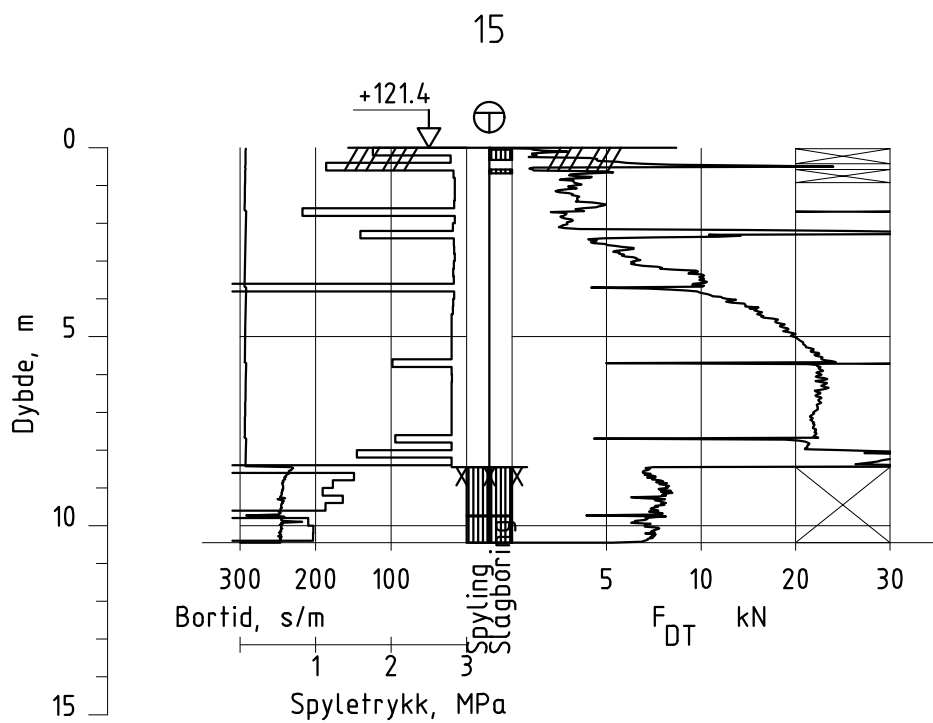 15
+121.4
0
5
10
15
Dybde, m
300 200 100
5 10 20 30
Bortid, s/m
Spyling
Slagboring
F_DT kN
1 2 3
Spyletrykk, MPa